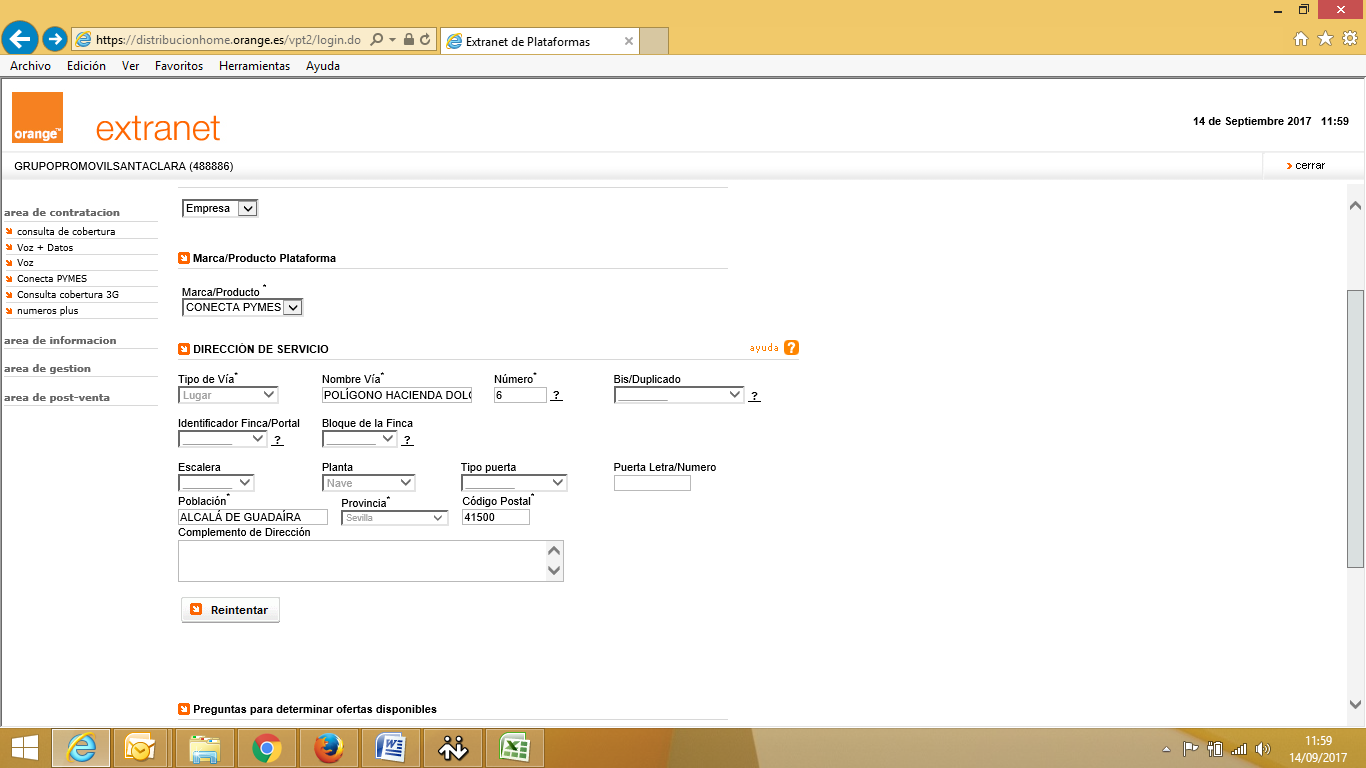 https://distribucionhome.orange.es/vpt2/login.do
Extranet de Plataformas
Archivo Edición Ver Favoritos Herramientas Ayuda
orange™
extranet
14 de Septiembre 2017 11:59
GRUPOPROMOVILSANTACLARA (488886)
cerrar
area de contratacion
consulta de cobertura
Voz + Datos
Voz
Conecta PYMES
Consulta cobertura 3G
numeros plus
area de informacion
area de gestion
area de post-venta
Empresa
Marca/Producto Plataforma
Marca/Producto *
CONECTA PYMES
DIRECCIÓN DE SERVICIO
ayuda ?
Tipo de Vía* Nombre Vía* Número* Bis/Duplicado
Lugar POLÍGONO HACIENDA DOLO 6 ? ?
Identificador Finca/Portal Bloque de la Finca
? ?
Escalera Planta Tipo puerta Puerta Letra/Numero
Nave
Población* Provincia* Código Postal*
ALCALÁ DE GUADAÍRA Sevilla 41500
Complemento de Dirección
Reintentar
Preguntas para determinar ofertas disponibles
11:59
14/09/2017